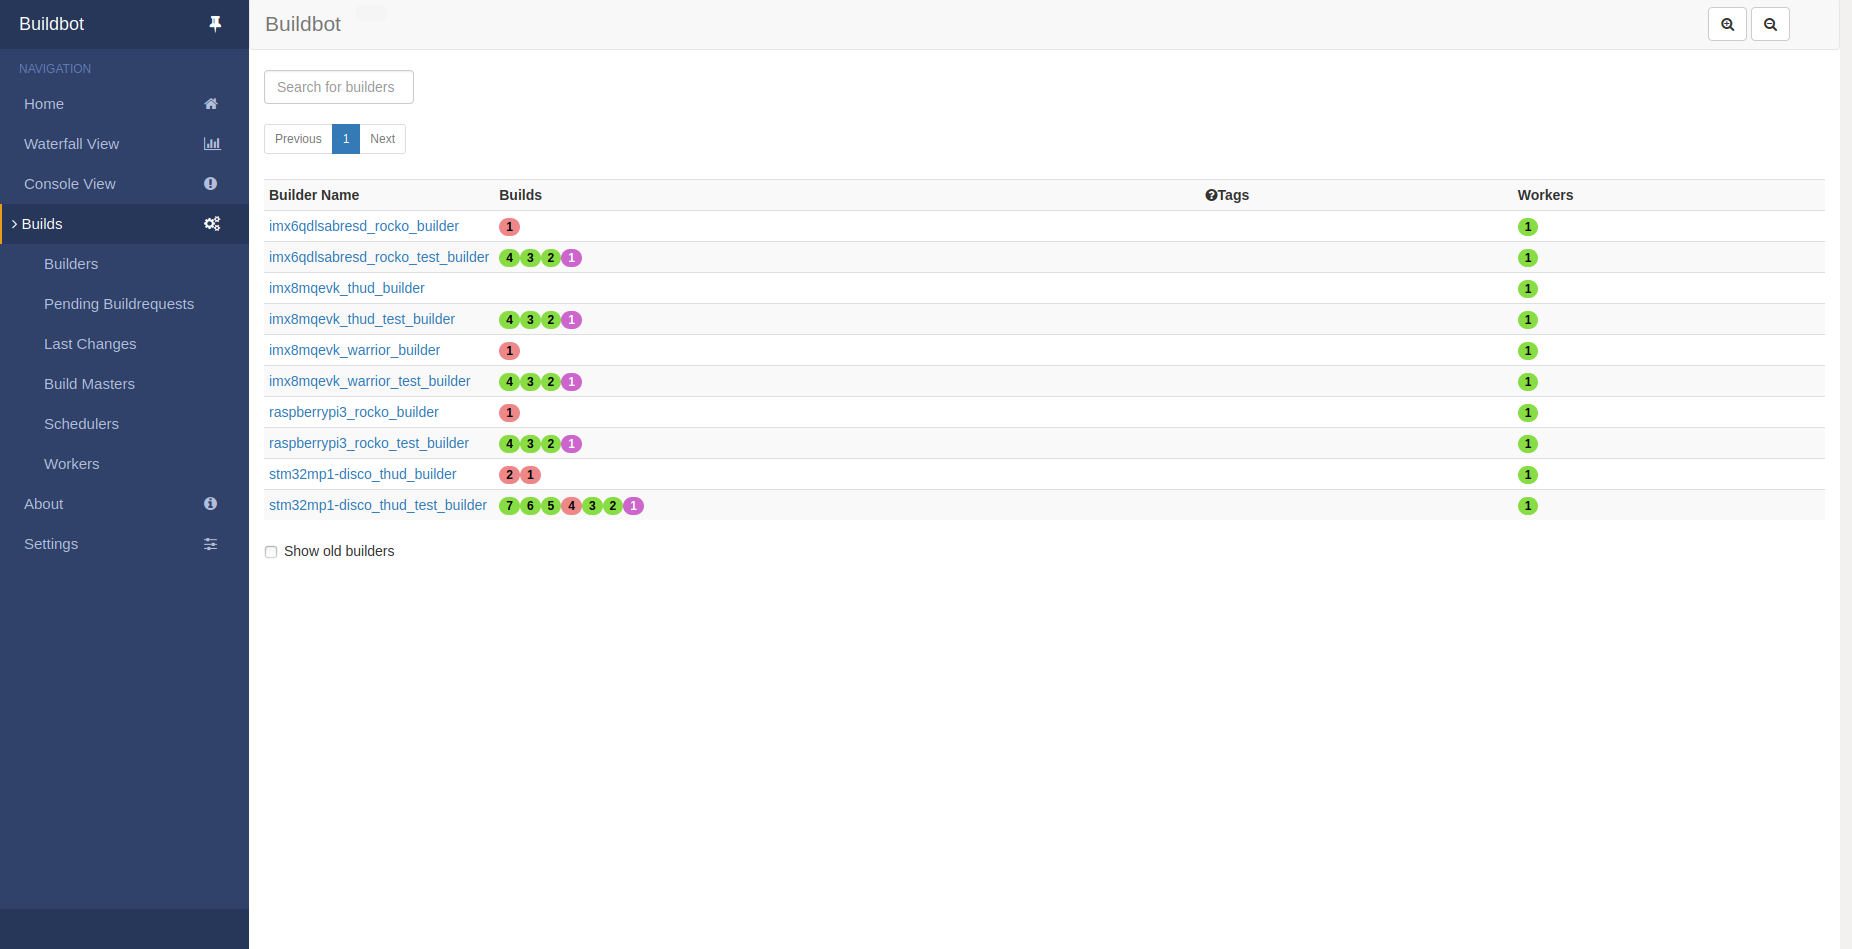 Buildbot
NAVIGATION
Home
Waterfall View
Console View
Builds
Builders
Pending Buildrequests
Last Changes
Build Masters
Schedulers
Workers
About
Settings
Buildbot
Search for builders
Previous 1 Next
Builder Name Builds Tags Workers
imx6qdlsabresd_rocko_builder 1 1
imx6qdlsabresd_rocko_test_builder 4 3 2 1 1
imx8mqevk_thud_builder 1
imx8mqevk_thud_test_builder 4 3 2 1 1
imx8mqevk_warrior_builder 1 1
imx8mqevk_warrior_test_builder 4 3 2 1 1
raspberrypi3_rocko_builder 1 1
raspberrypi3_rocko_test_builder 4 3 2 1 1
stm32mp1-disco_thud_builder 2 1 1
stm32mp1-disco_thud_test_builder 7 6 5 4 3 2 1 1
Show old builders